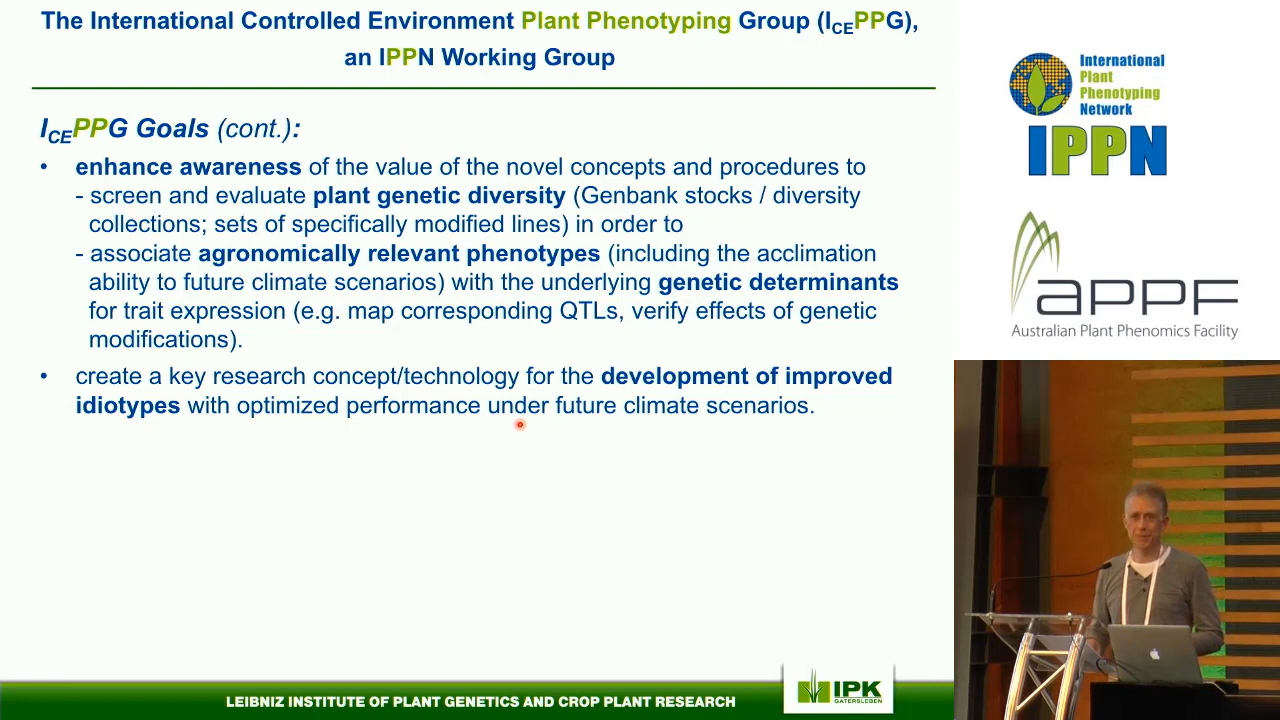 The International Controlled Environment Plant Phenotyping Group (ICEPPG),
an IPPN Working Group
ICEPPG Goals (cont.):
• enhance awareness of the value of the novel concepts and procedures to
- screen and evaluate plant genetic diversity (Genbank stocks / diversity
collections; sets of specifically modified lines) in order to
- associate agronomically relevant phenotypes (including the acclimation
ability to future climate scenarios) with the underlying genetic determinants
for trait expression (e.g. map corresponding QTLs, verify effects of genetic
modifications).
• create a key research concept/technology for the development of improved
idiotypes with optimized performance under future climate scenarios.
LEIBNIZ INSTITUTE OF PLANT GENETICS AND CROP PLANT RESEARCH
IPK
GATERSLEBEN
International
Plant
Phenotyping
Network
IPPN
APPF
Australian Plant Phenomics Facility